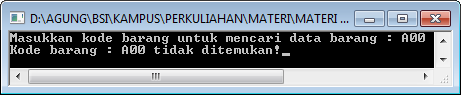 D:\AGUNG\BSI\KAMPUS\PERKULIAHAN\MATERI\MATERI ...
Masukkan kode barang untuk mencari data barang : A00
Kode barang : A00 tidak ditemukan!_